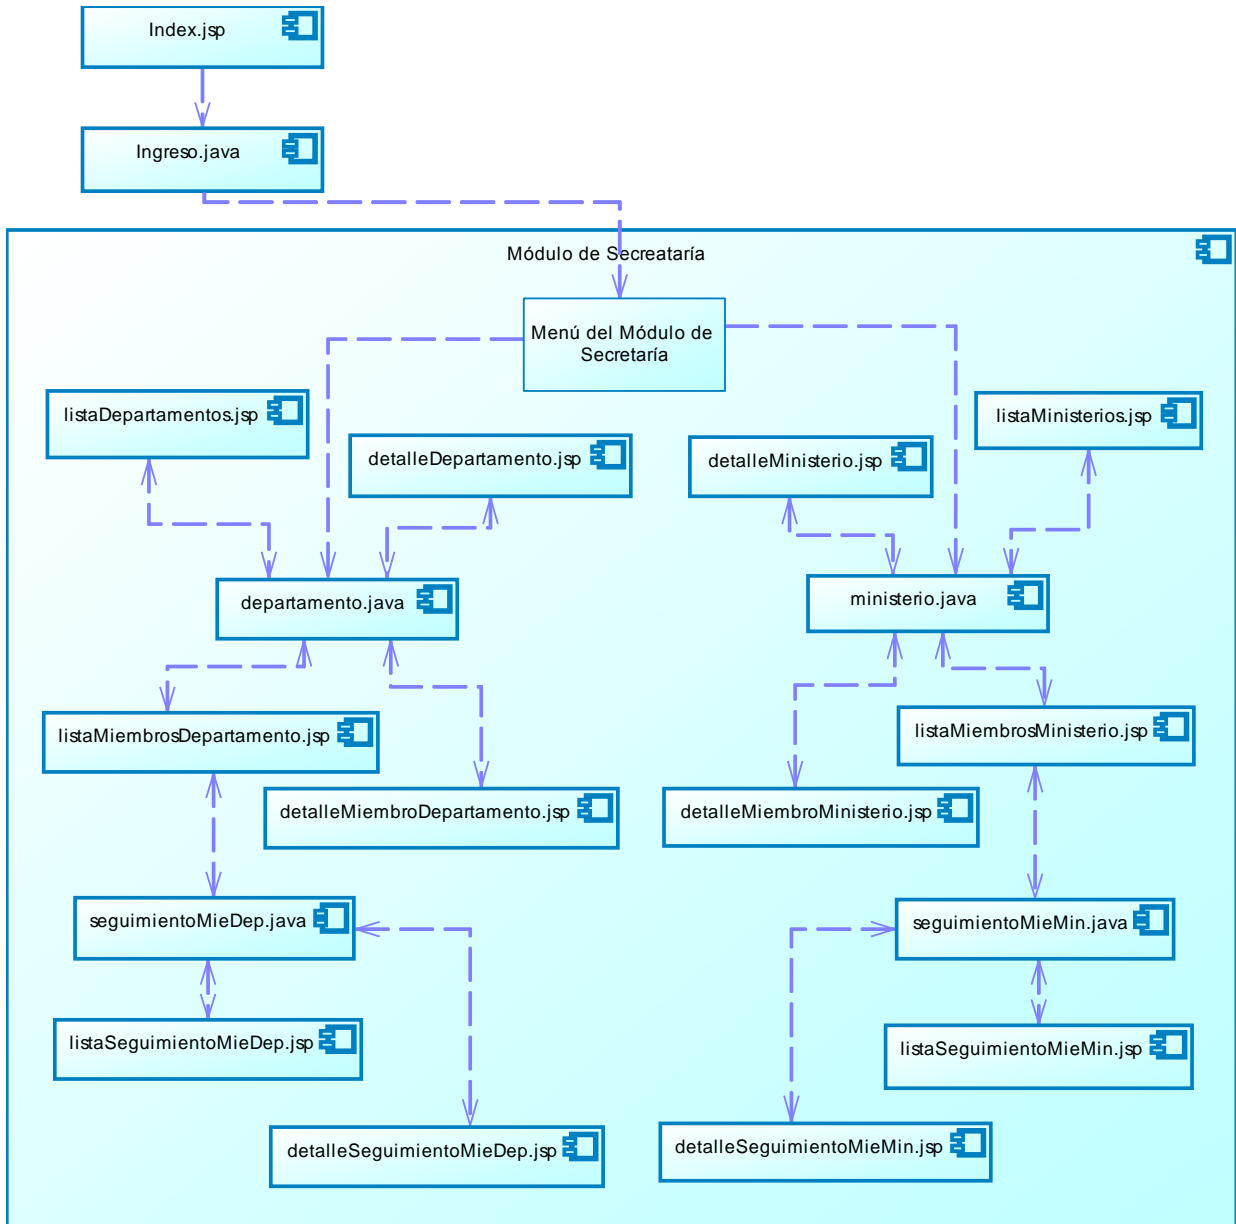 Index.jsp
Ingreso.java
Módulo de Secreataría
Menú del Módulo de
Secretaría
listaDepartamentos.jsp
listaMinisterios.jsp
detalleDepartamento.jsp
detalleMinisterio.jsp
departamento.java
ministerio.java
listaMiembrosDepartamento.jsp
listaMiembrosMinisterio.jsp
detalleMiembroDepartamento.jsp
detalleMiembroMinisterio.jsp
seguimientoMieDep.java
seguimientoMieMin.java
listaSeguimientoMieDep.jsp
listaSeguimientoMieMin.jsp
detalleSeguimientoMieDep.jsp
detalleSeguimientoMieMin.jsp